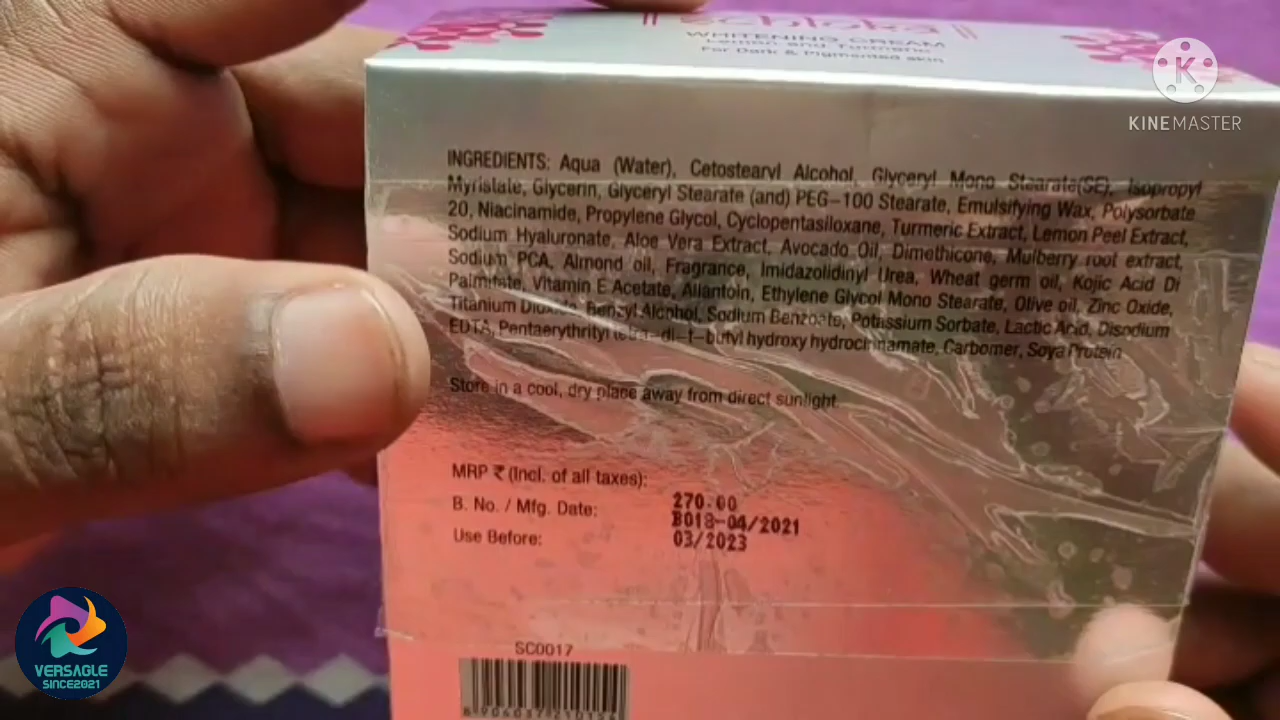 WHITENING CREAM
Lemon and Turmeric
For Dark & Pigmented skin
K
KINEMASTER
INGREDIENTS: Aqua (Water), Cetostearyl Alcohol, Glyceryl Mono Stearate(SE), Isopropyl
Myristate, Glycerin, Glyceryl Stearate (and) PEG-100 Stearate, Emulsifying Wax, Polysorbate
20, Niacinamide, Propylene Glycol, Cyclopentasiloxane, Turmeric Extract, Lemon Peel Extract,
Sodium Hyaluronate, Aloe Vera Extract, Avocado Oil, Dimethicone, Mulberry root extract,
Sodium PCA, Almond oil, Fragrance, Imidazolidinyl Urea, Wheat germ oil, Kojic Acid Di
Palmitate, Vitamin E Acetate, Allantoin, Ethylene Glycol Mono Stearate, Olive oil, Zinc Oxide,
Titanium Dioxide, Benzyl Alcohol, Sodium Benzoate, Potassium Sorbate, Lactic Acid, Disodium
EDTA, Pentaerythrityl tetra-di-t-butyl hydroxy hydrocinnamate, Carbomer, Soya Protein
Store in a cool, dry place away from direct sunlight.
MRP ₹ (Incl. of all taxes): 270.00
B. No. / Mfg. Date: B018-04/2021
Use Before: 03/2023
SC0017
VERSAGLE
SINCE2021